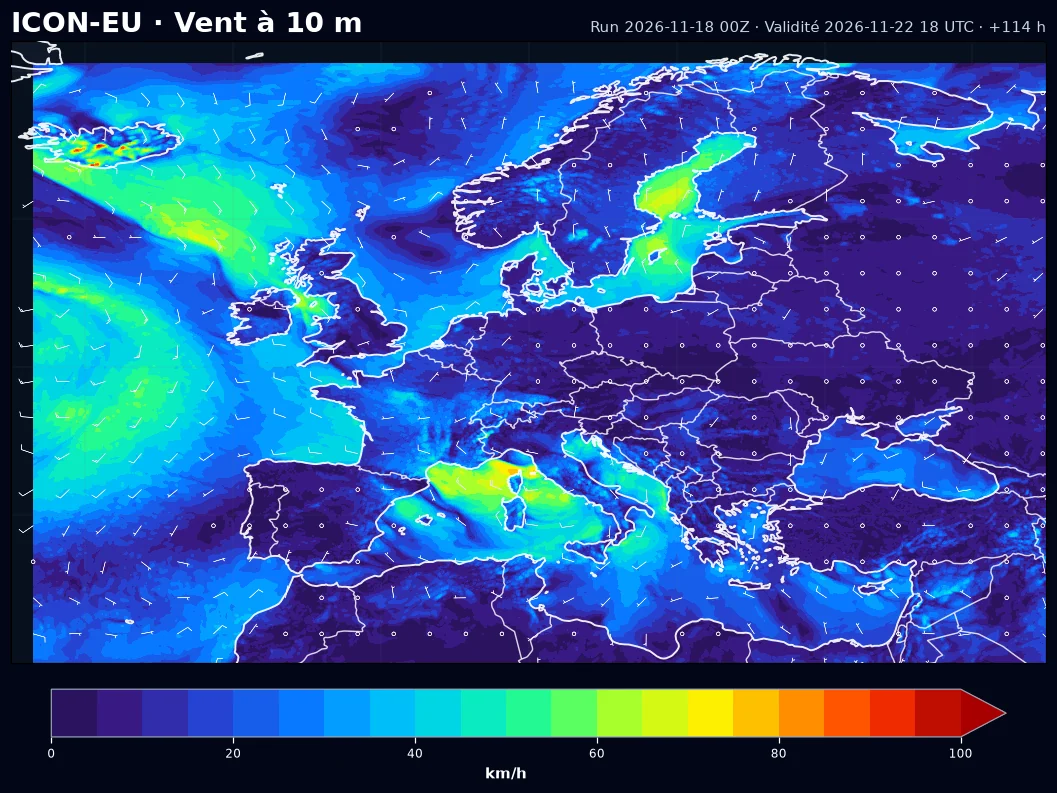 ICON-EU · Vent à 10 m
Run 2026-11-18 00Z · Validité 2026-11-22 18 UTC · +114 h
0 20 40 60 80 100
km/h